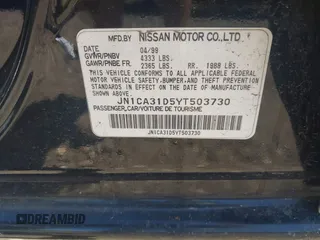 MFD. BY NISSAN MOTOR CO.,LTD.
DATE 04/99
GVWR/PNBV 4333 LBS.
GAWR/PNBE FR. 2365 LBS. RR. 1988 LBS.
THIS VEHICLE CONFORMS TO ALL APPLICABLE
FEDERAL MOTOR VEHICLE SAFETY, BUMPER, AND THEFT
PREVENTION STANDARDS IN EFFECT ON THE DATE OF
MANUFACTURE SHOWN ABOVE.
JN1CA31D5YT503730
PASSENGER, CAR/VOITURE DE TOURISME
JN1CA31D5YT503730
DREAMBID